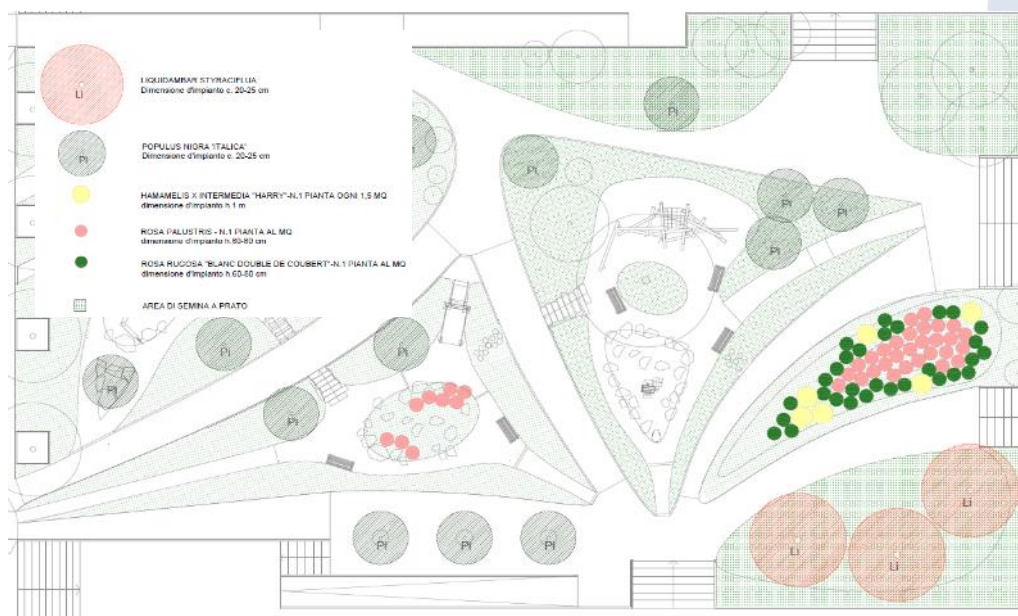 LIQUIDAMBAR STYRACIFLUA
Dimensione d'impianto c. 20-25 cm
Li
POPULUS NIGRA 'ITALICA'
Dimensione d'impianto c. 20-25 cm
Pi
HAMAMELIS X INTERMEDIA "HARRY"-N.1 PIANTA OGNI 1,5 MQ
dimensione d'impianto h.1 m
ROSA PALUSTRIS - N.1 PIANTA AL MQ
dimensione d'impianto h.60-80 cm
ROSA RUGOSA "BLANC DOUBLE DE COUBERT"-N.1 PIANTA AL MQ
dimensione d'impianto h.60-80 cm
AREA DI SEMINA A PRATO
Pi
Pi
Pi
Pi
Pi
Pi
Pi
Pi
Pi
Pi
Pi
Pi
Li
Li
Li